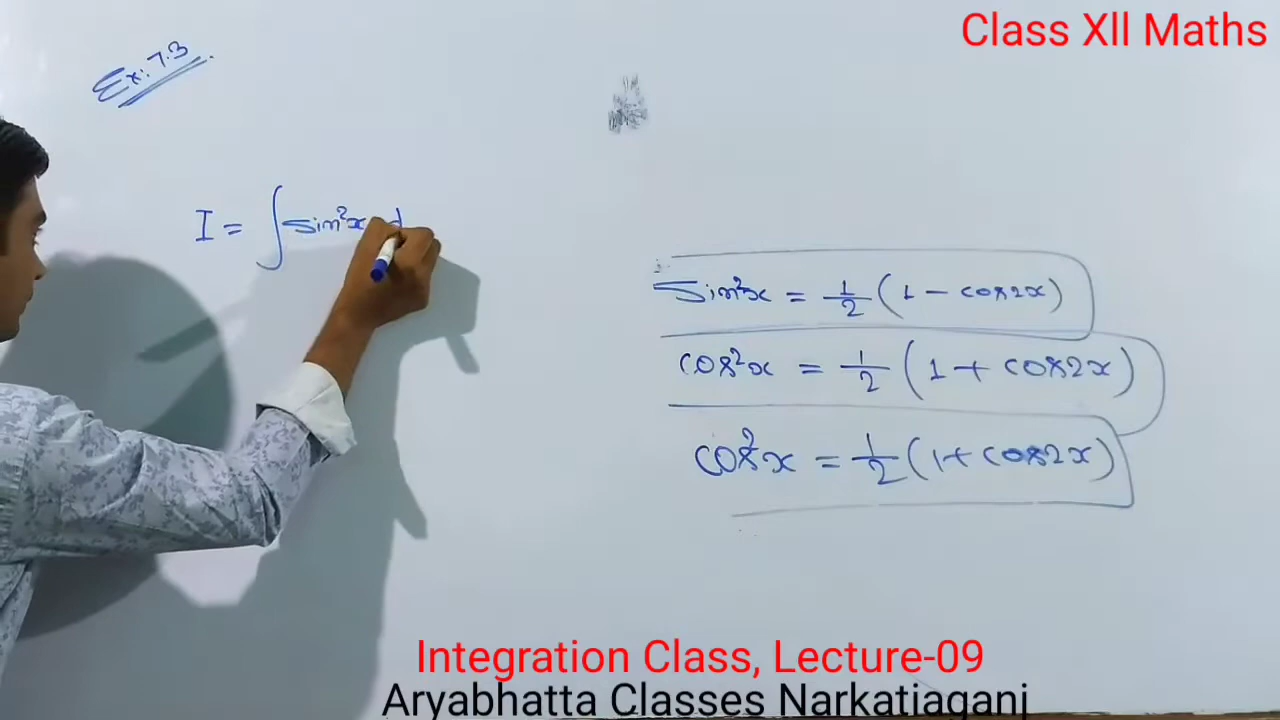 Class XII Maths
Ex: 7.3
I = ∫ sin²x d
sin²x = 1/2 (1 - cos2x)
cos²x = 1/2 (1 + cos2x)
cos²x = 1/2 (1 + cos2x)
Integration Class, Lecture-09
Aryabhatta Classes Narkatiaganj